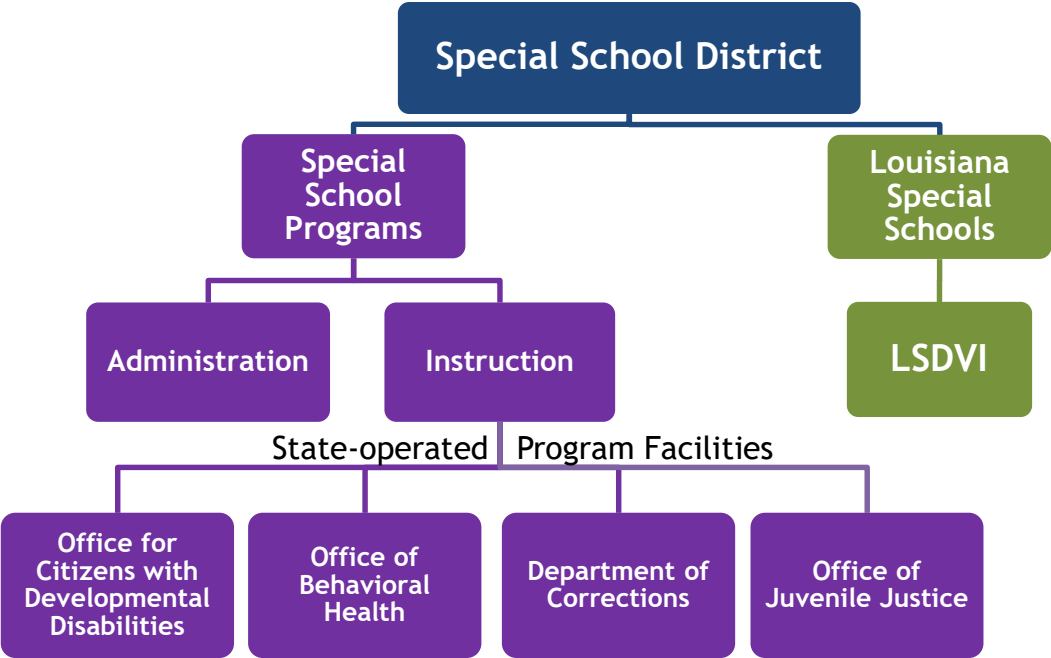 Special School District
Special
School
Programs
Louisiana
Special
Schools
Administration
Instruction
LSDVI
State-operated Program Facilities
Office for
Citizens with
Developmental
Disabilities
Office of
Behavioral
Health
Department of
Corrections
Office of
Juvenile Justice